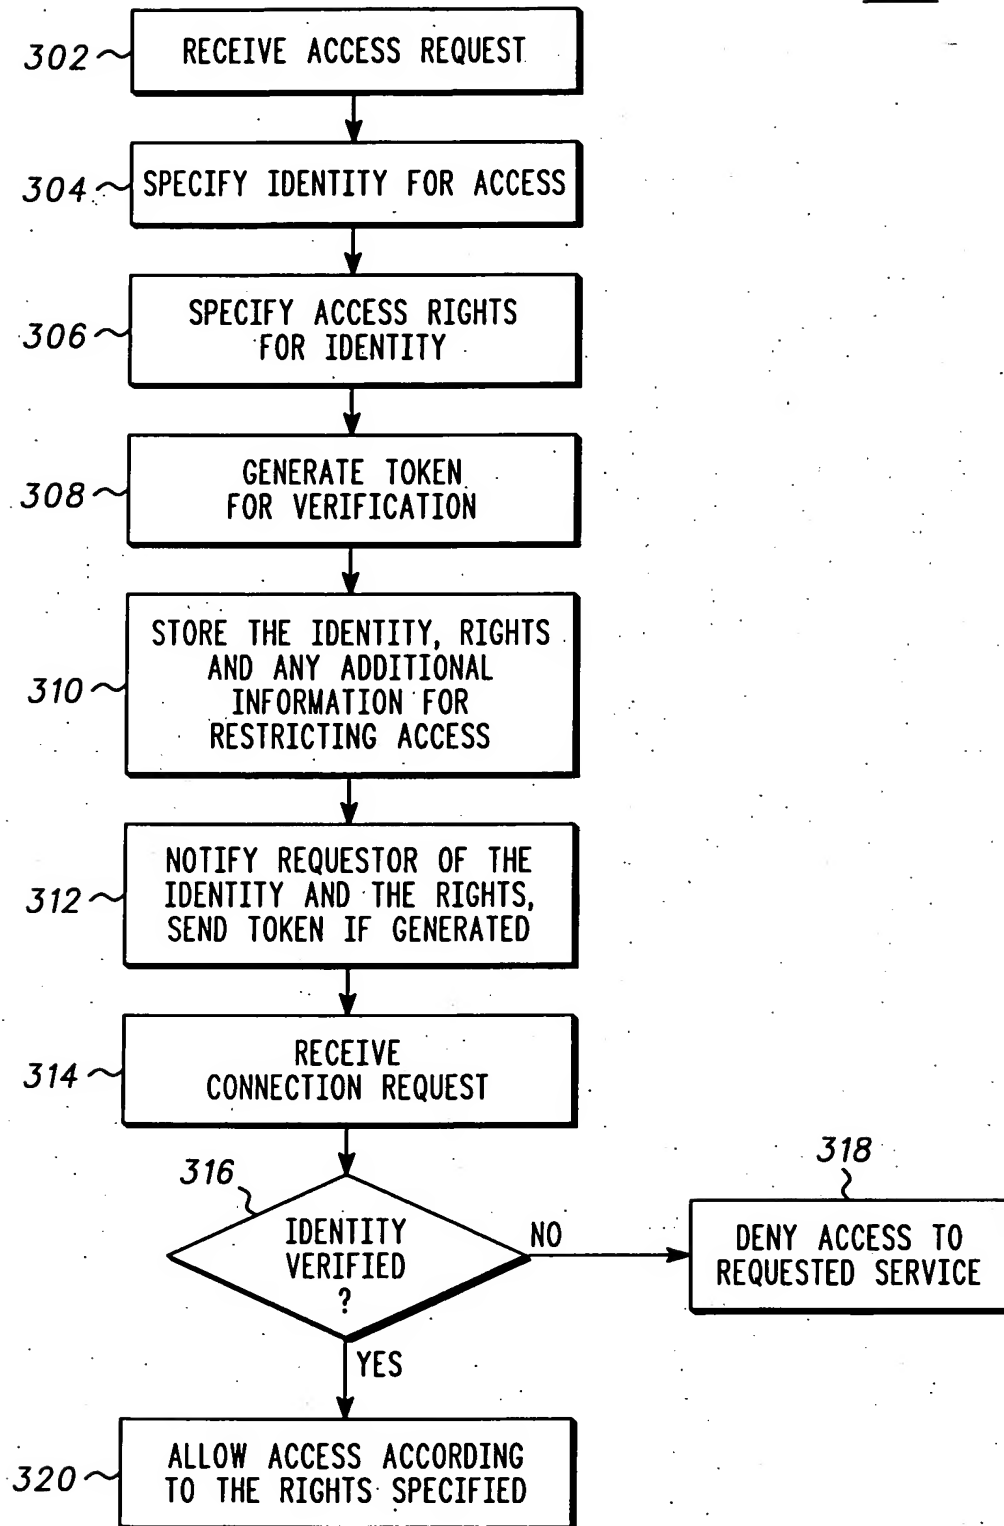 302
RECEIVE ACCESS REQUEST
304
SPECIFY IDENTITY FOR ACCESS
306
SPECIFY ACCESS RIGHTS
FOR IDENTITY
308
GENERATE TOKEN
FOR VERIFICATION
310
STORE THE IDENTITY, RIGHTS
AND ANY ADDITIONAL
INFORMATION FOR
RESTRICTING ACCESS
312
NOTIFY REQUESTOR OF THE
IDENTITY AND THE RIGHTS,
SEND TOKEN IF GENERATED
314
RECEIVE
CONNECTION REQUEST
316
IDENTITY
VERIFIED
?
NO
318
DENY ACCESS TO
REQUESTED SERVICE
YES
320
ALLOW ACCESS ACCORDING
TO THE RIGHTS SPECIFIED